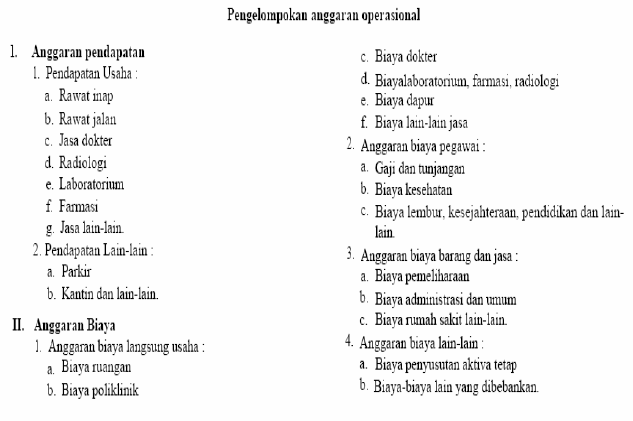 Pengelompokan anggaran operasional
I. Anggaran pendapatan
1. Pendapatan Usaha :
a. Rawat inap
b. Rawat jalan
c. Jasa dokter
d. Radiologi
e. Laboratorium
f. Farmasi
g. Jasa lain-lain.
2. Pendapatan Lain-lain :
a. Parkir
b. Kantin dan lain-lain.
II. Anggaran Biaya
1. Anggaran biaya langsung usaha :
a. Biaya ruangan
b. Biaya poliklinik
c. Biaya dokter
d. Biayalaboratorium, farmasi, radiologi
e. Biaya dapur
f. Biaya lain-lain jasa
2. Anggaran biaya pegawai :
a. Gaji dan tunjangan
b. Biaya kesehatan
c. Biaya lembur, kesejahteraan, pendidikan dan lain-
lain.
3. Anggaran biaya barang dan jasa :
a. Biaya pemeliharaan
b. Biaya administrasi dan umum
c. Biaya rumah sakit lain-lain.
4. Anggaran biaya lain-lain :
a. Biaya penyusutan aktiva tetap
b. Biaya-biaya lain yang dibebankan.